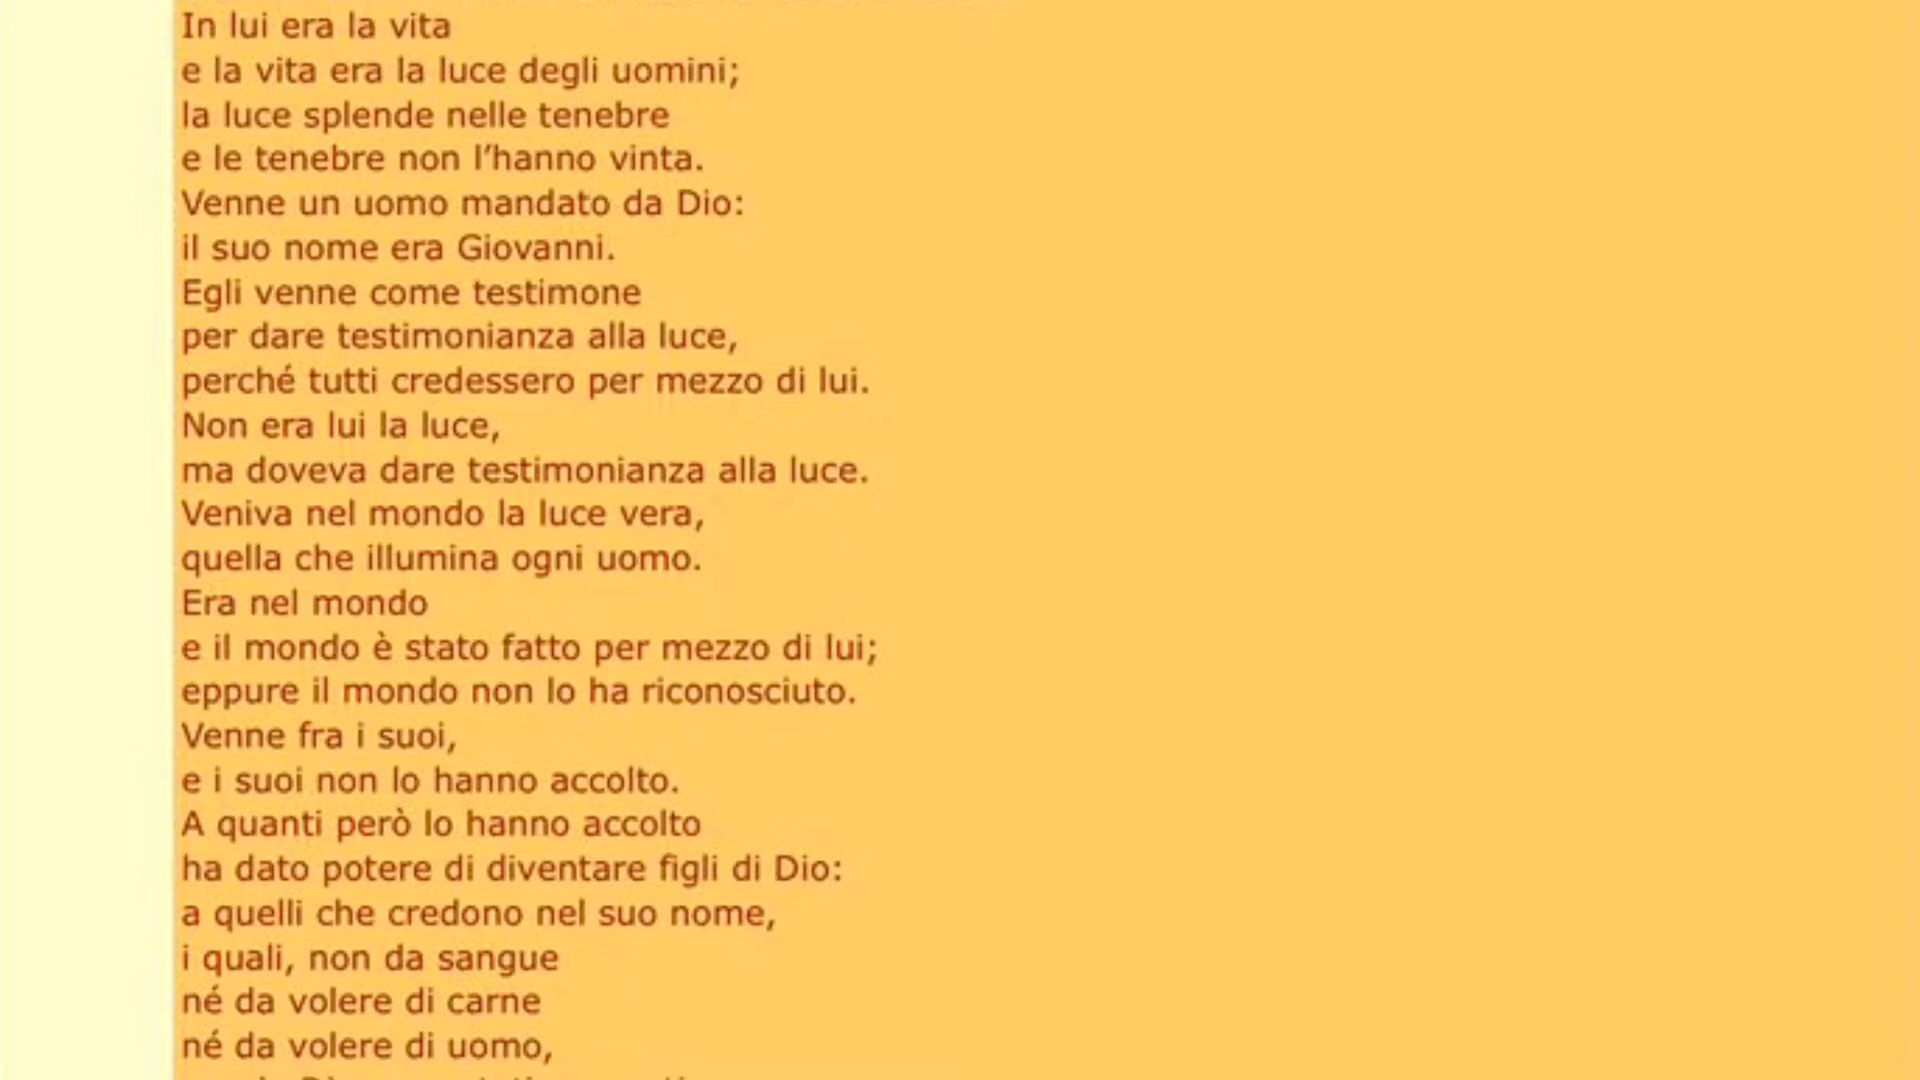 In lui era la vita
e la vita era la luce degli uomini;
la luce splende nelle tenebre
e le tenebre non l’hanno vinta.
Venne un uomo mandato da Dio:
il suo nome era Giovanni.
Egli venne come testimone
per dare testimonianza alla luce,
perché tutti credessero per mezzo di lui.
Non era lui la luce,
ma doveva dare testimonianza alla luce.
Veniva nel mondo la luce vera,
quella che illumina ogni uomo.
Era nel mondo
e il mondo è stato fatto per mezzo di lui;
eppure il mondo non lo ha riconosciuto.
Venne fra i suoi,
e i suoi non lo hanno accolto.
A quanti però lo hanno accolto
ha dato potere di diventare figli di Dio:
a quelli che credono nel suo nome,
i quali, non da sangue
né da volere di carne
né da volere di uomo,